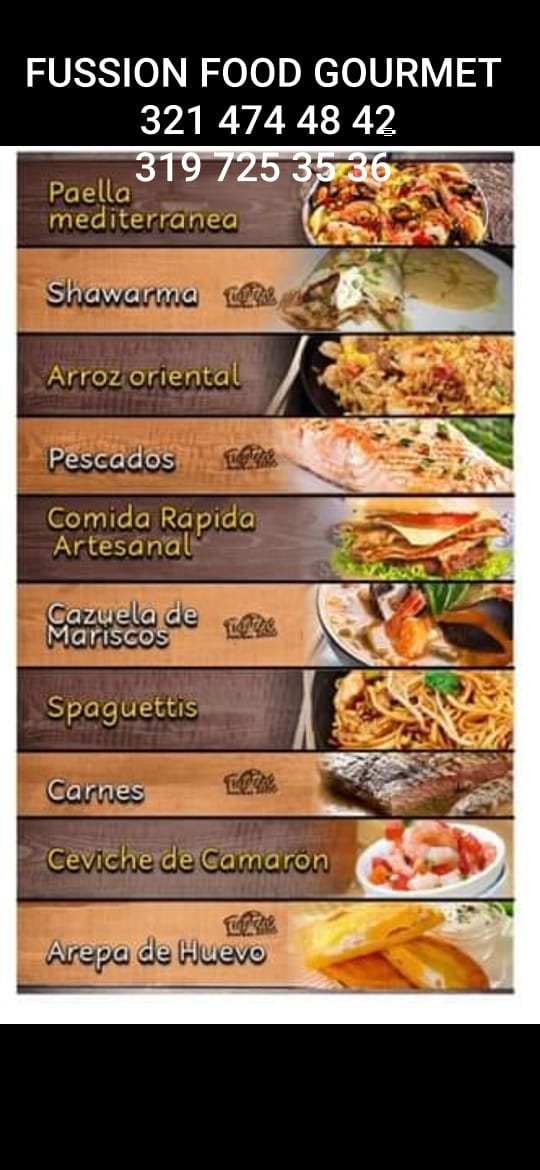 FUSSION FOOD GOURMET
321 474 48 42
319 725 35 36
Paella
mediterranea
Shawarma
Arroz oriental
Pescados
Comida Rápida
Artesanal
Cazuela de
Mariscos
Spaguettis
Carnes
Ceviche de Camarón
Arepa de Huevo